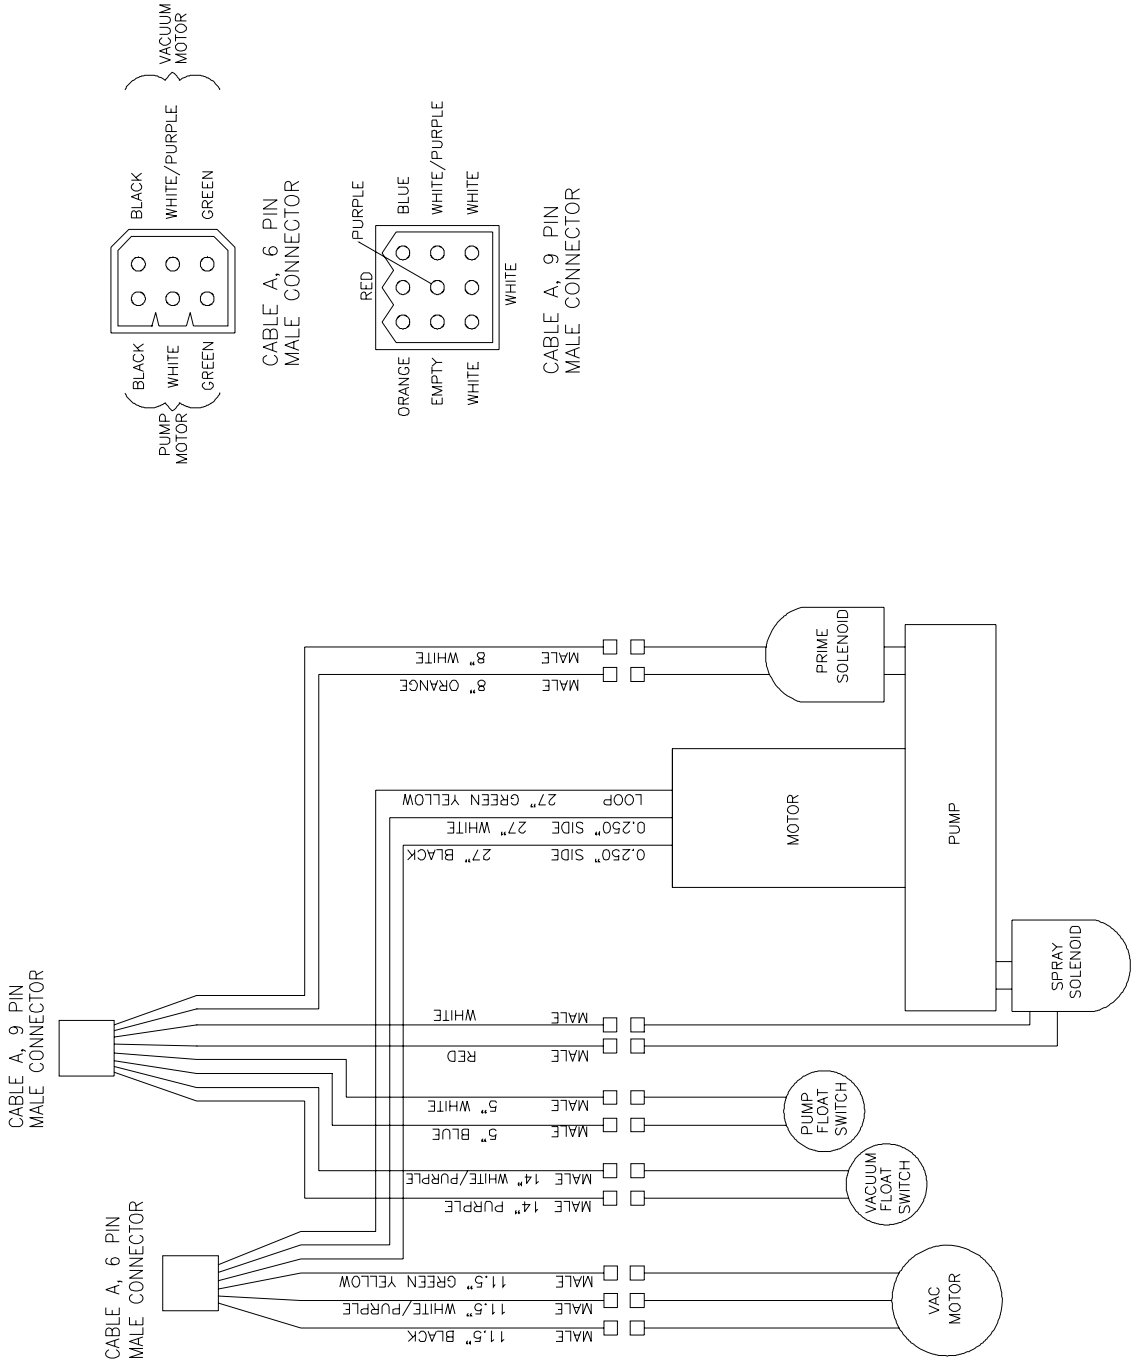 VACUUM
MOTOR
BLACK
WHITE/PURPLE
GREEN
BLACK
WHITE
GREEN
PUMP
MOTOR
CABLE A, 6 PIN
MALE CONNECTOR
PURPLE
RED
BLUE
WHITE/PURPLE
WHITE
WHITE
ORANGE
EMPTY
WHITE
CABLE A, 9 PIN
MALE CONNECTOR
CABLE A, 9 PIN
MALE CONNECTOR
CABLE A, 6 PIN
MALE CONNECTOR
8" WHITE MALE
8" ORANGE MALE
PRIME
SOLENOID
27" GREEN YELLOW LOOP
27" WHITE 0.250" SIDE
27" BLACK 0.250" SIDE
MOTOR
PUMP
WHITE MALE
RED MALE
SPRAY
SOLENOID
5" WHITE MALE
5" BLUE MALE
PUMP
FLOAT
SWITCH
14" WHITE/PURPLE MALE
14" PURPLE MALE
VACUUM
FLOAT
SWITCH
11.5" GREEN YELLOW MALE
11.5" WHITE/PURPLE MALE
11.5" BLACK MALE
VAC
MOTOR